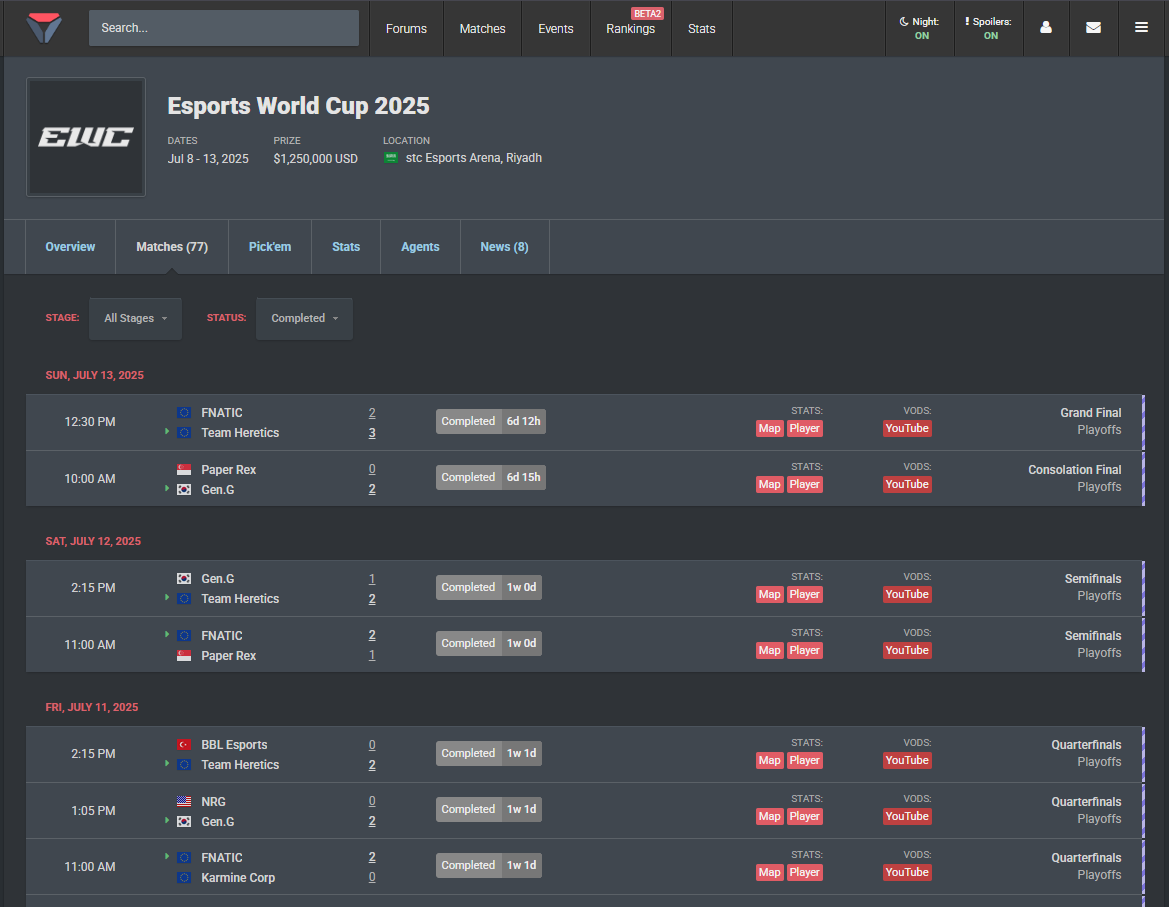 Search...
Forums
Matches
Events
BETA2
Rankings
Stats
Night:
ON
Spoilers:
ON
EWC
Esports World Cup 2025
DATES PRIZE LOCATION
Jul 8 - 13, 2025 $1,250,000 USD stc Esports Arena, Riyadh
Overview Matches (77) Pick'em Stats Agents News (8)
STAGE: All Stages STATUS: Completed
SUN, JULY 13, 2025
12:30 PM
FNATIC 2
Team Heretics 3
Completed 6d 12h
STATS:
Map Player
VODS:
YouTube
Grand Final
Playoffs
10:00 AM
Paper Rex 0
Gen.G 2
Completed 6d 15h
STATS:
Map Player
VODS:
YouTube
Consolation Final
Playoffs
SAT, JULY 12, 2025
2:15 PM
Gen.G 1
Team Heretics 2
Completed 1w 0d
STATS:
Map Player
VODS:
YouTube
Semifinals
Playoffs
11:00 AM
FNATIC 2
Paper Rex 1
Completed 1w 0d
STATS:
Map Player
VODS:
YouTube
Semifinals
Playoffs
FRI, JULY 11, 2025
2:15 PM
BBL Esports 0
Team Heretics 2
Completed 1w 1d
STATS:
Map Player
VODS:
YouTube
Quarterfinals
Playoffs
1:05 PM
NRG 0
Gen.G 2
Completed 1w 1d
STATS:
Map Player
VODS:
YouTube
Quarterfinals
Playoffs
11:00 AM
FNATIC 2
Karmine Corp 0
Completed 1w 1d
STATS:
Map Player
VODS:
YouTube
Quarterfinals
Playoffs